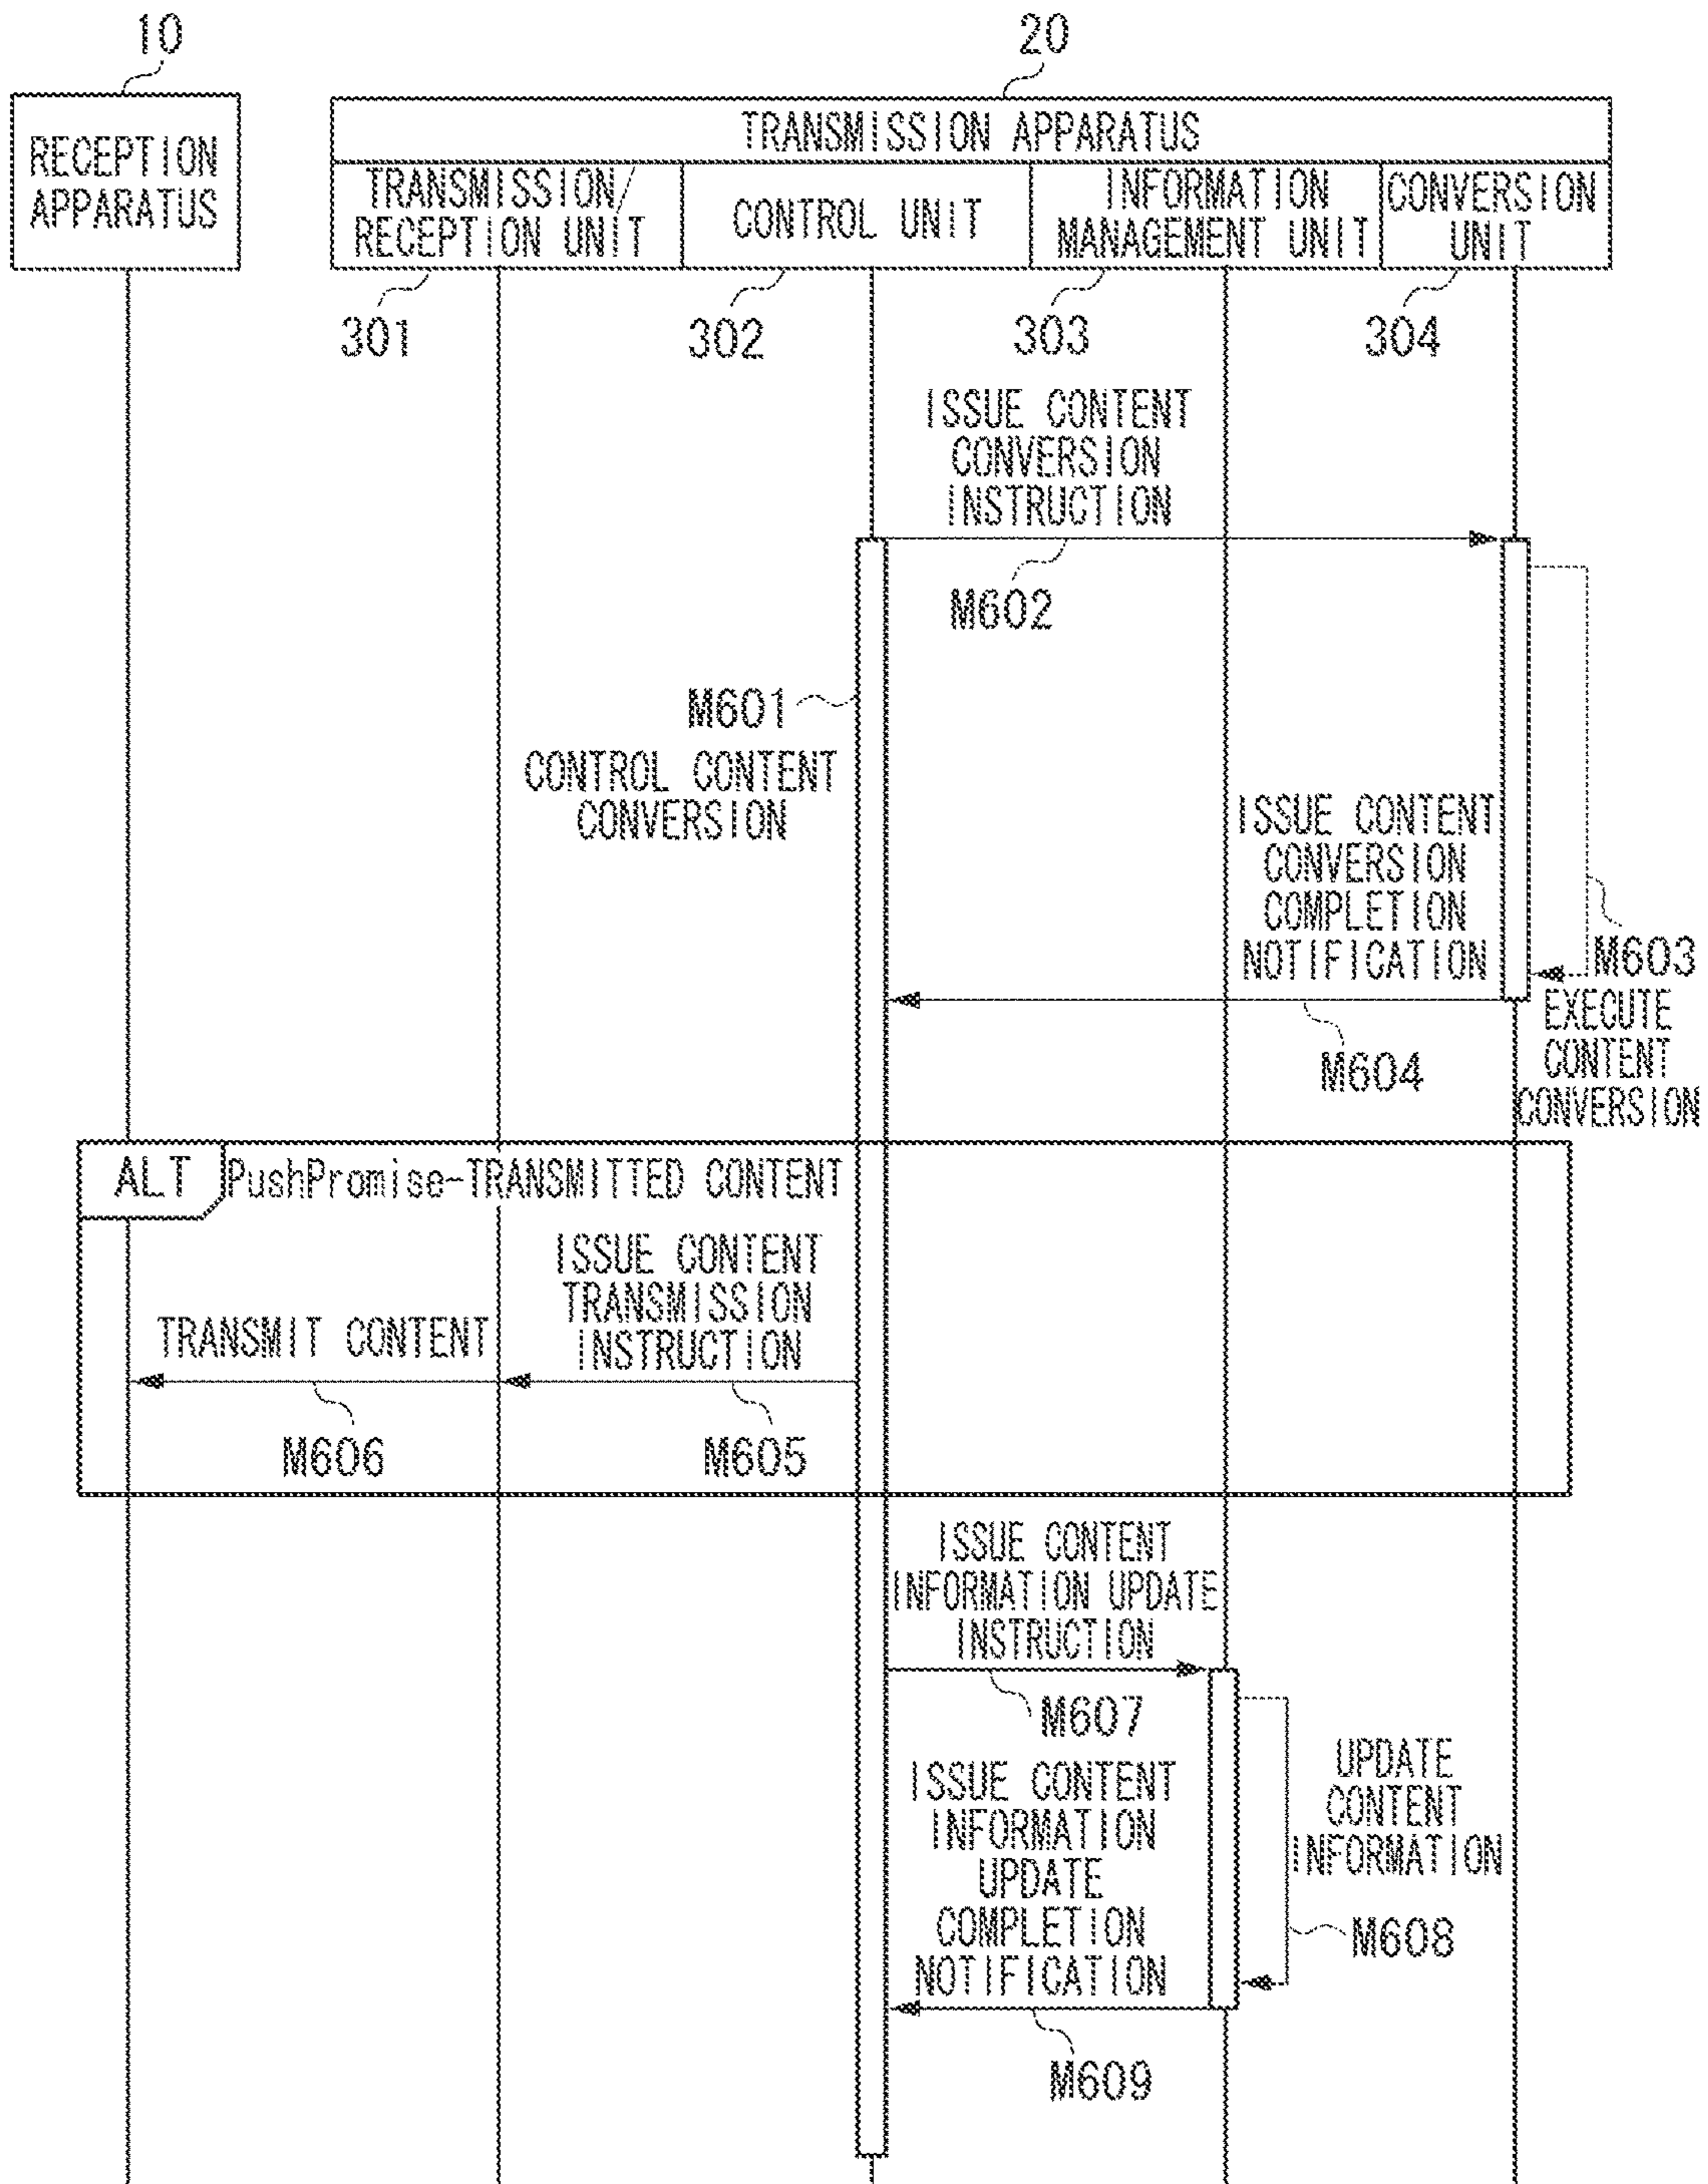 10
20
RECEPTION
APPARATUS
TRANSMISSION APPARATUS
TRANSMISSION/
RECEPTION UNIT
CONTROL UNIT
INFORMATION
MANAGEMENT UNIT
CONVERSION
UNIT
301
302
303
304
ISSUE CONTENT
CONVERSION
INSTRUCTION
M602
M601
CONTROL CONTENT
CONVERSION
ISSUE CONTENT
CONVERSION
COMPLETION
NOTIFICATION
M603
EXECUTE
CONTENT
CONVERSION
M604
ALT
PushPromise-TRANSMITTED CONTENT
ISSUE CONTENT
TRANSMISSION
INSTRUCTION
TRANSMIT CONTENT
M606
M605
ISSUE CONTENT
INFORMATION UPDATE
INSTRUCTION
M607
UPDATE
CONTENT
INFORMATION
M608
ISSUE CONTENT
INFORMATION
UPDATE
COMPLETION
NOTIFICATION
M609